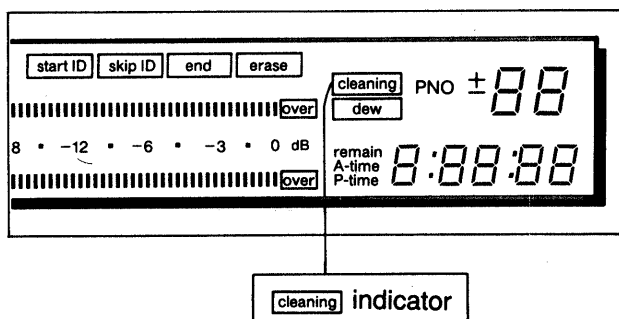 start ID skip ID end erase
cleaning PNO ±88
over dew
8 • −12 • −6 • −3 • 0 dB
remain
A-time 8:88:88
P-time
over
cleaning indicator